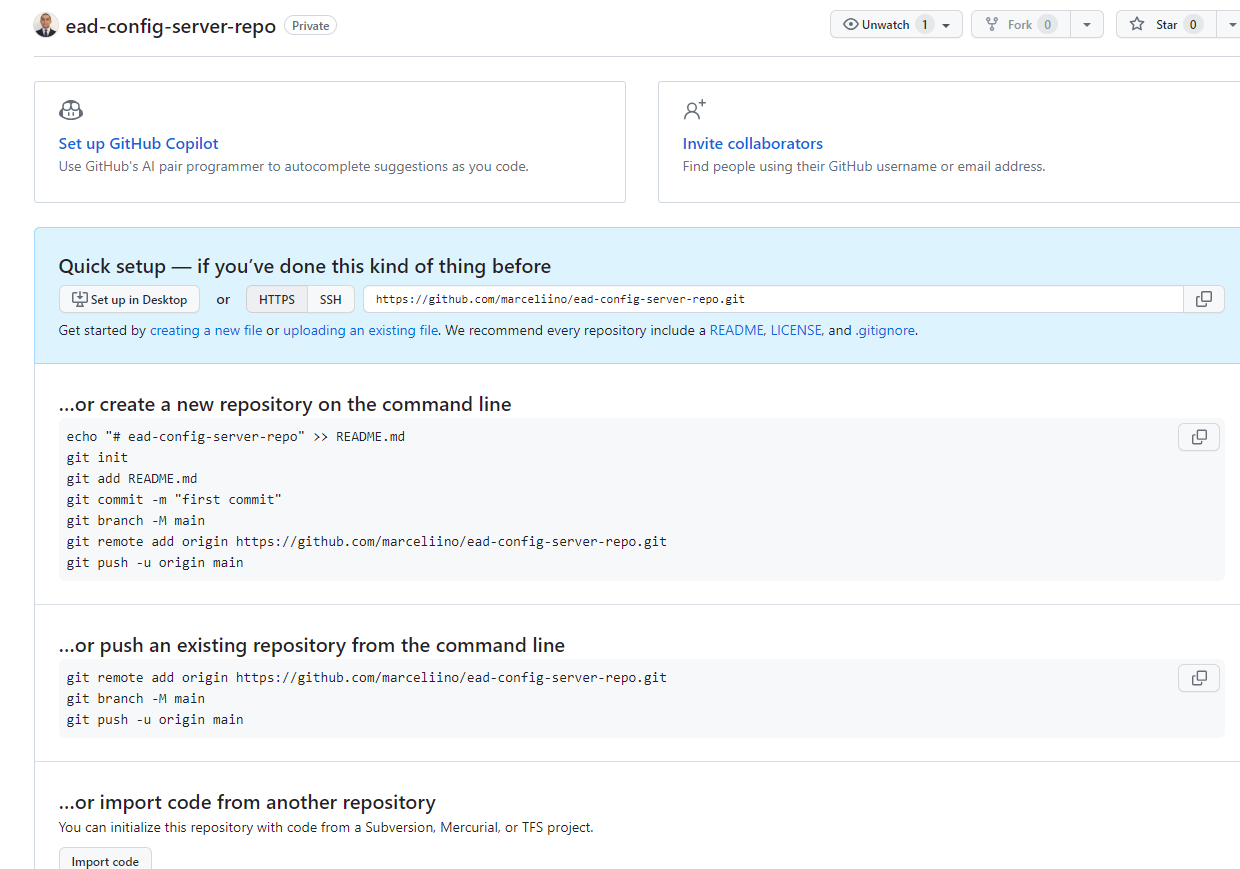 ead-config-server-repo Private Unwatch 1 Fork 0 Star 0
Set up GitHub Copilot
Use GitHub's AI pair programmer to autocomplete suggestions as you code.
Invite collaborators
Find people using their GitHub username or email address.
Quick setup — if you’ve done this kind of thing before
Set up in Desktop or HTTPS SSH https://github.com/marceliino/ead-config-server-repo.git
Get started by creating a new file or uploading an existing file. We recommend every repository include a README, LICENSE, and .gitignore.
…or create a new repository on the command line
echo "# ead-config-server-repo" >> README.md
git init
git add README.md
git commit -m "first commit"
git branch -M main
git remote add origin https://github.com/marceliino/ead-config-server-repo.git
git push -u origin main
…or push an existing repository from the command line
git remote add origin https://github.com/marceliino/ead-config-server-repo.git
git branch -M main
git push -u origin main
…or import code from another repository
You can initialize this repository with code from a Subversion, Mercurial, or TFS project.
Import code